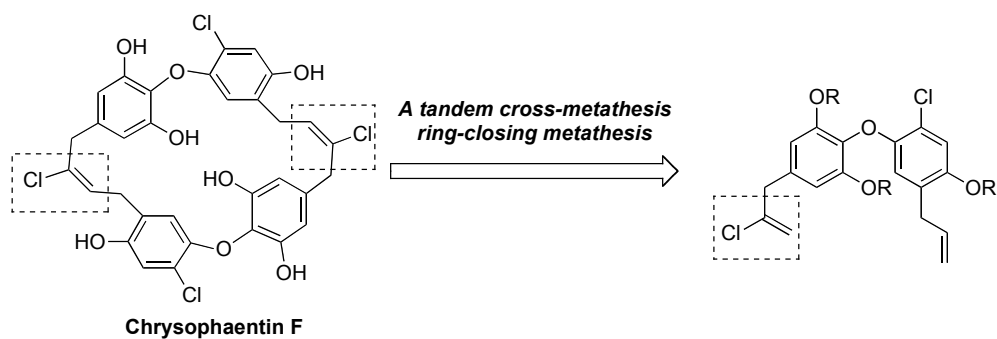 Cl
OH
O
OH
OH
Cl
Cl
HO
HO
O
OH
Cl
Chrysophaentin F
A tandem cross-metathesis
ring-closing metathesis
OR
Cl
O
OR
OR
Cl